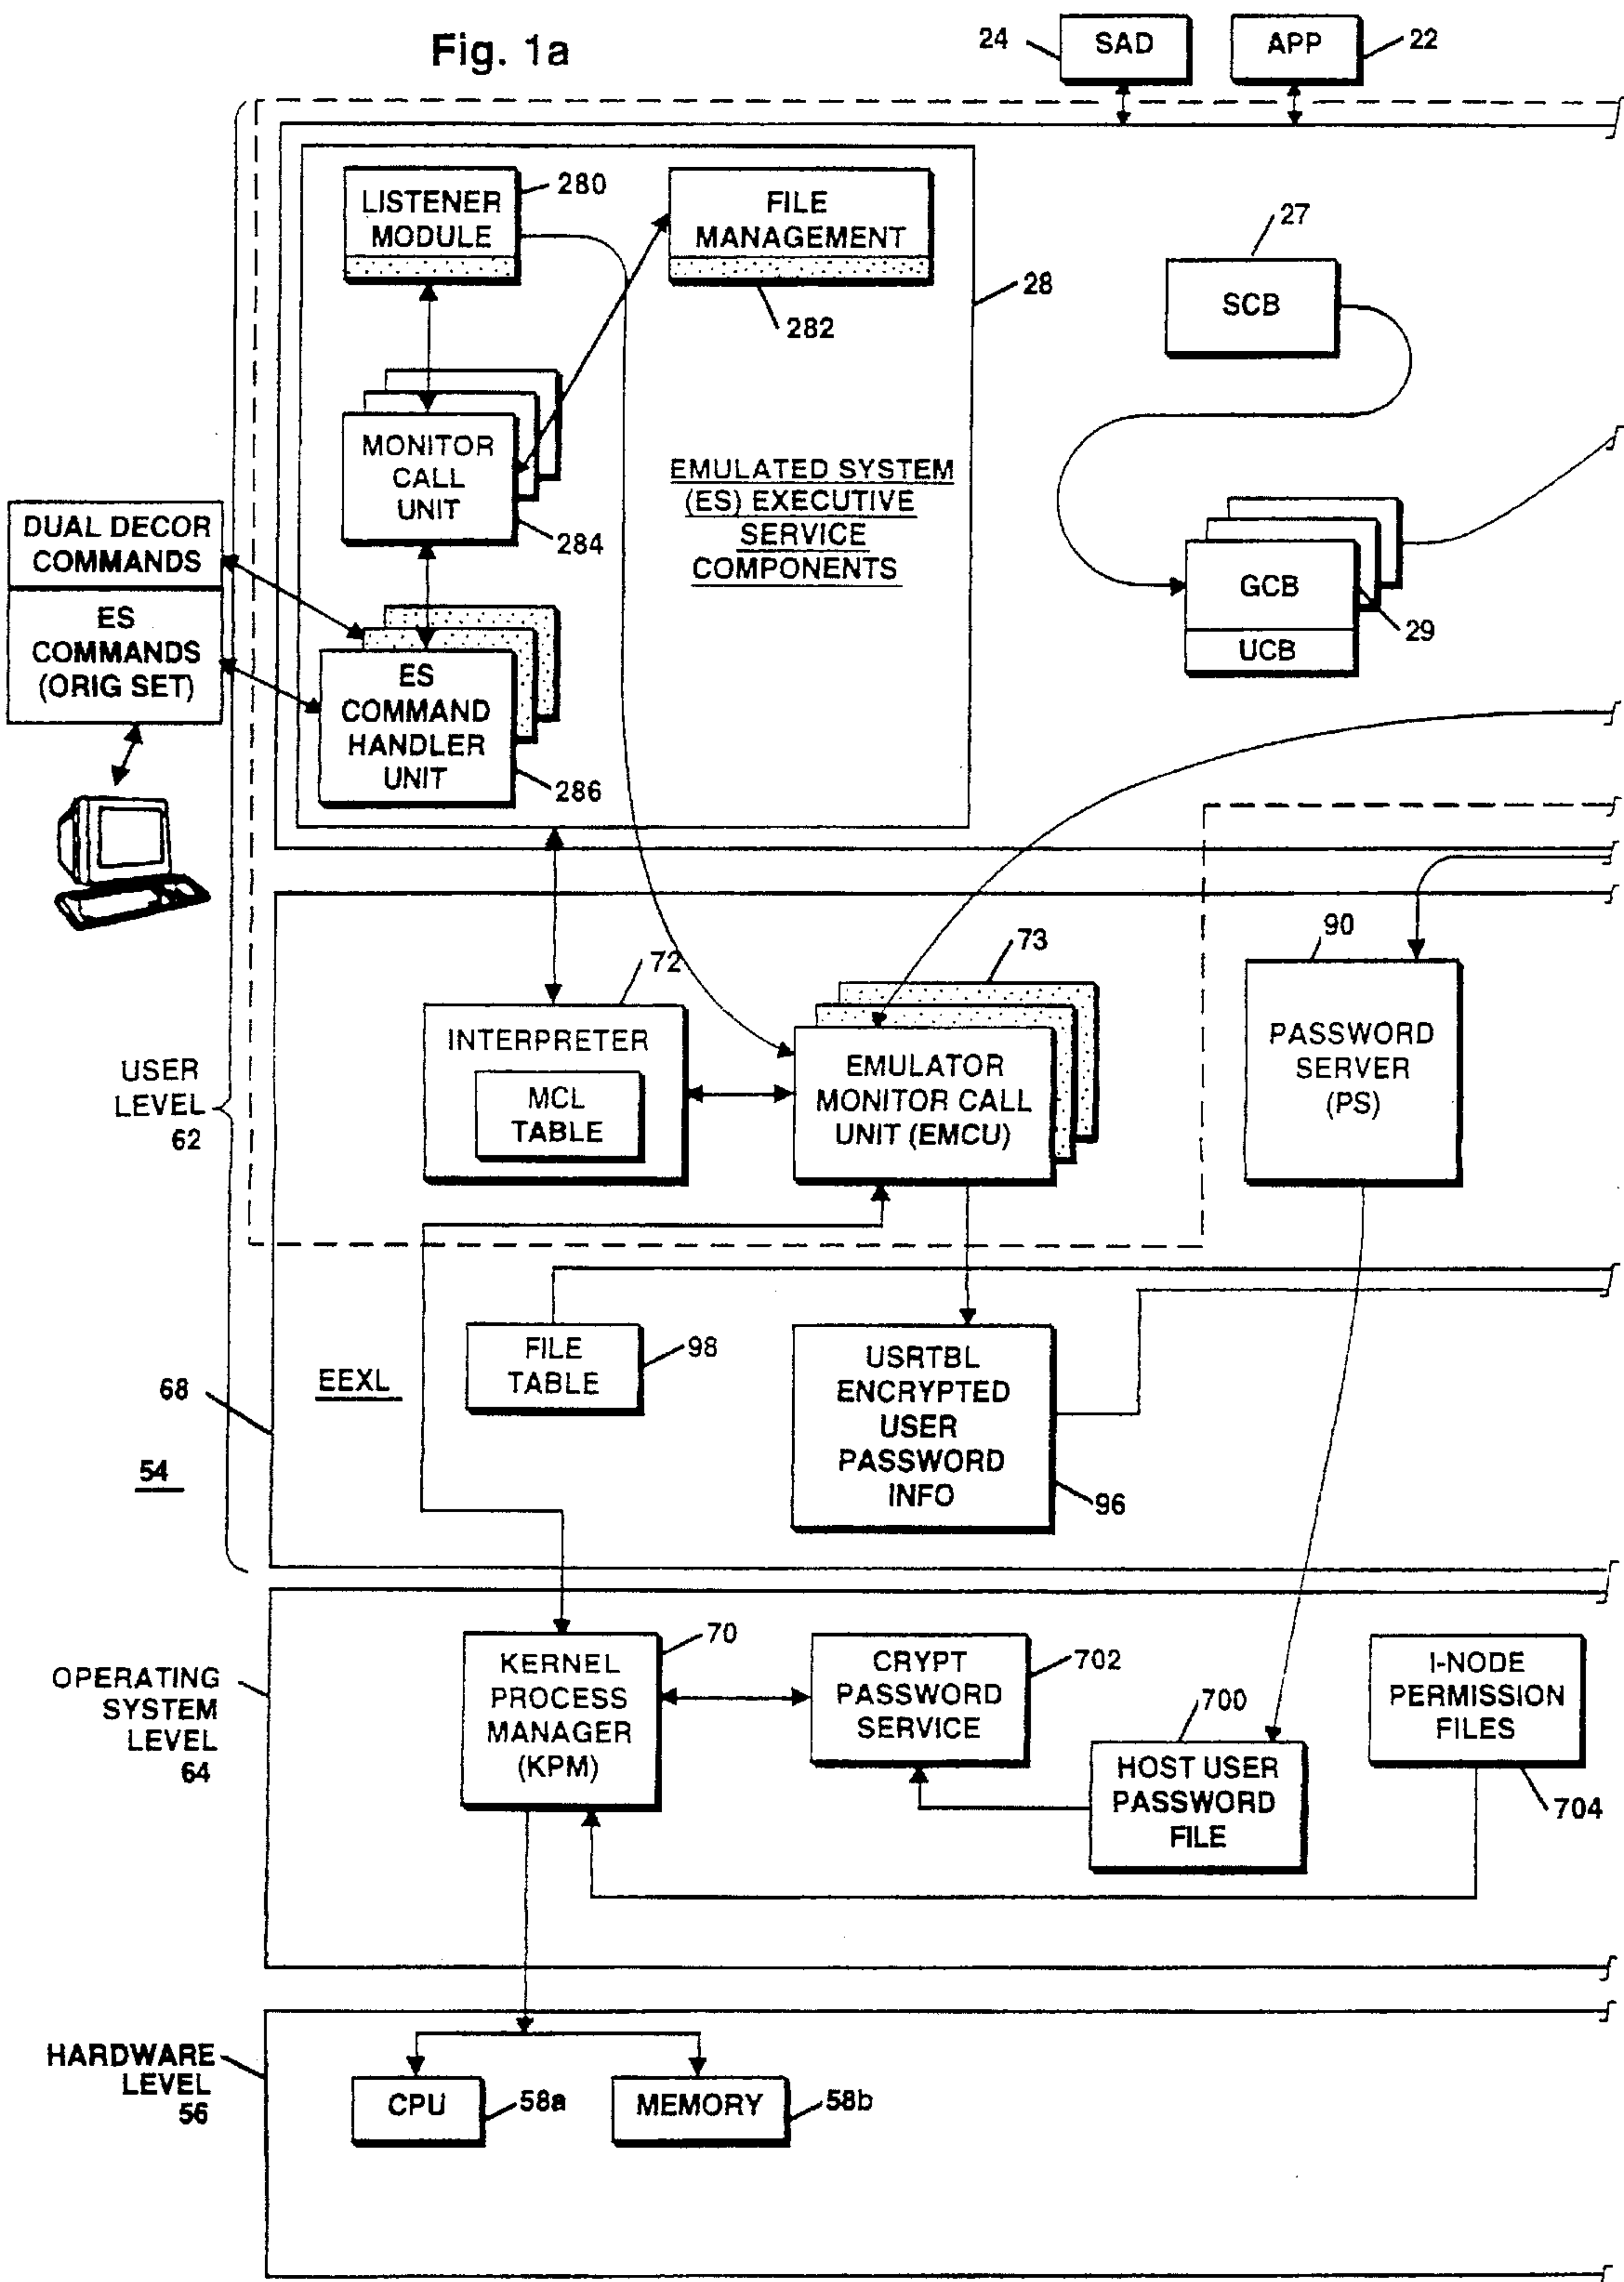 Fig. 1a
24
SAD
APP
22
LISTENER
MODULE
280
FILE
MANAGEMENT
282
28
27
SCB
MONITOR
CALL
UNIT
284
EMULATED SYSTEM
(ES) EXECUTIVE
SERVICE
COMPONENTS
DUAL DECOR
COMMANDS
ES
COMMANDS
(ORIG SET)
GCB
UCB
29
ES
COMMAND
HANDLER
UNIT
286
USER
LEVEL
62
72
INTERPRETER
MCL
TABLE
73
EMULATOR
MONITOR CALL
UNIT (EMCU)
90
PASSWORD
SERVER
(PS)
68
54
EEXL
FILE
TABLE
98
USRTBL
ENCRYPTED
USER
PASSWORD
INFO
96
OPERATING
SYSTEM
LEVEL
64
70
KERNEL
PROCESS
MANAGER
(KPM)
CRYPT
PASSWORD
SERVICE
702
700
HOST USER
PASSWORD
FILE
I-NODE
PERMISSION
FILES
704
HARDWARE
LEVEL
56
CPU
58a
MEMORY
58b